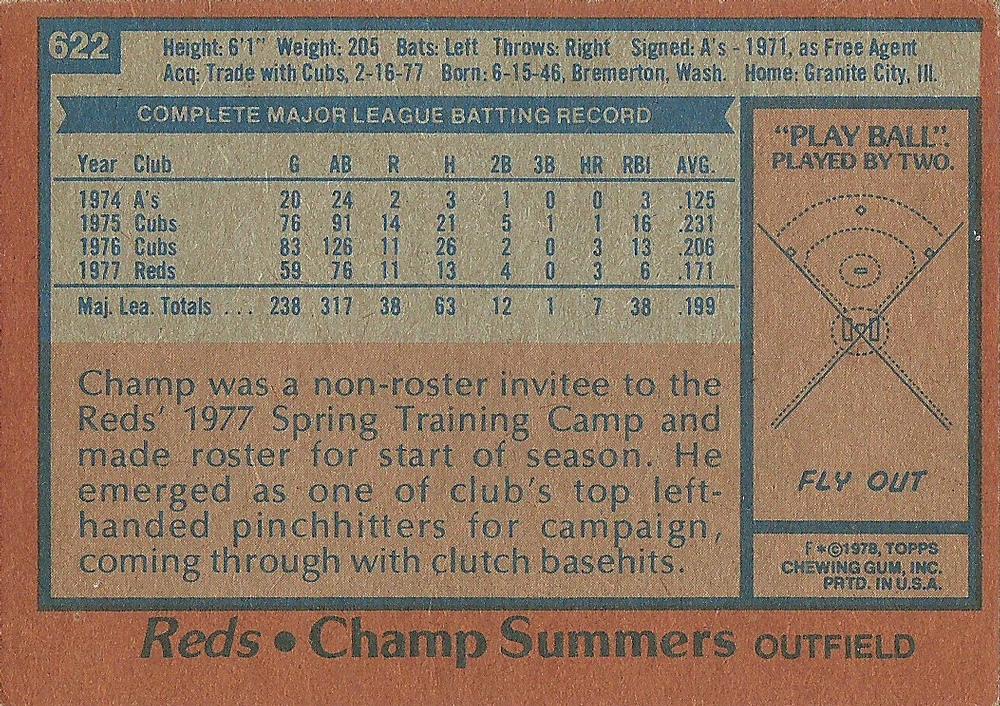 622
Height: 6'1" Weight: 205 Bats: Left Throws: Right Signed: A's - 1971, as Free Agent
Acq: Trade with Cubs, 2-16-77 Born: 6-15-46, Bremerton, Wash. Home: Granite City, Ill.
COMPLETE MAJOR LEAGUE BATTING RECORD
Year Club G AB R H 2B 3B HR RBI AVG.
1974 A's 20 24 2 3 1 0 0 3 .125
1975 Cubs 76 91 14 21 5 1 1 16 .231
1976 Cubs 83 126 11 26 2 0 3 13 .206
1977 Reds 59 76 11 13 4 0 3 6 .171
Maj. Lea. Totals ... 238 317 38 63 12 1 7 38 .199
Champ was a non-roster invitee to the
Reds' 1977 Spring Training Camp and
made roster for start of season. He
emerged as one of club's top left-
handed pinchhitters for campaign,
coming through with clutch basehits.
"PLAY BALL".
PLAYED BY TWO.
FLY OUT
F*©1978, TOPPS
CHEWING GUM, INC.
PRTD. IN U.S.A.
Reds • Champ Summers OUTFIELD